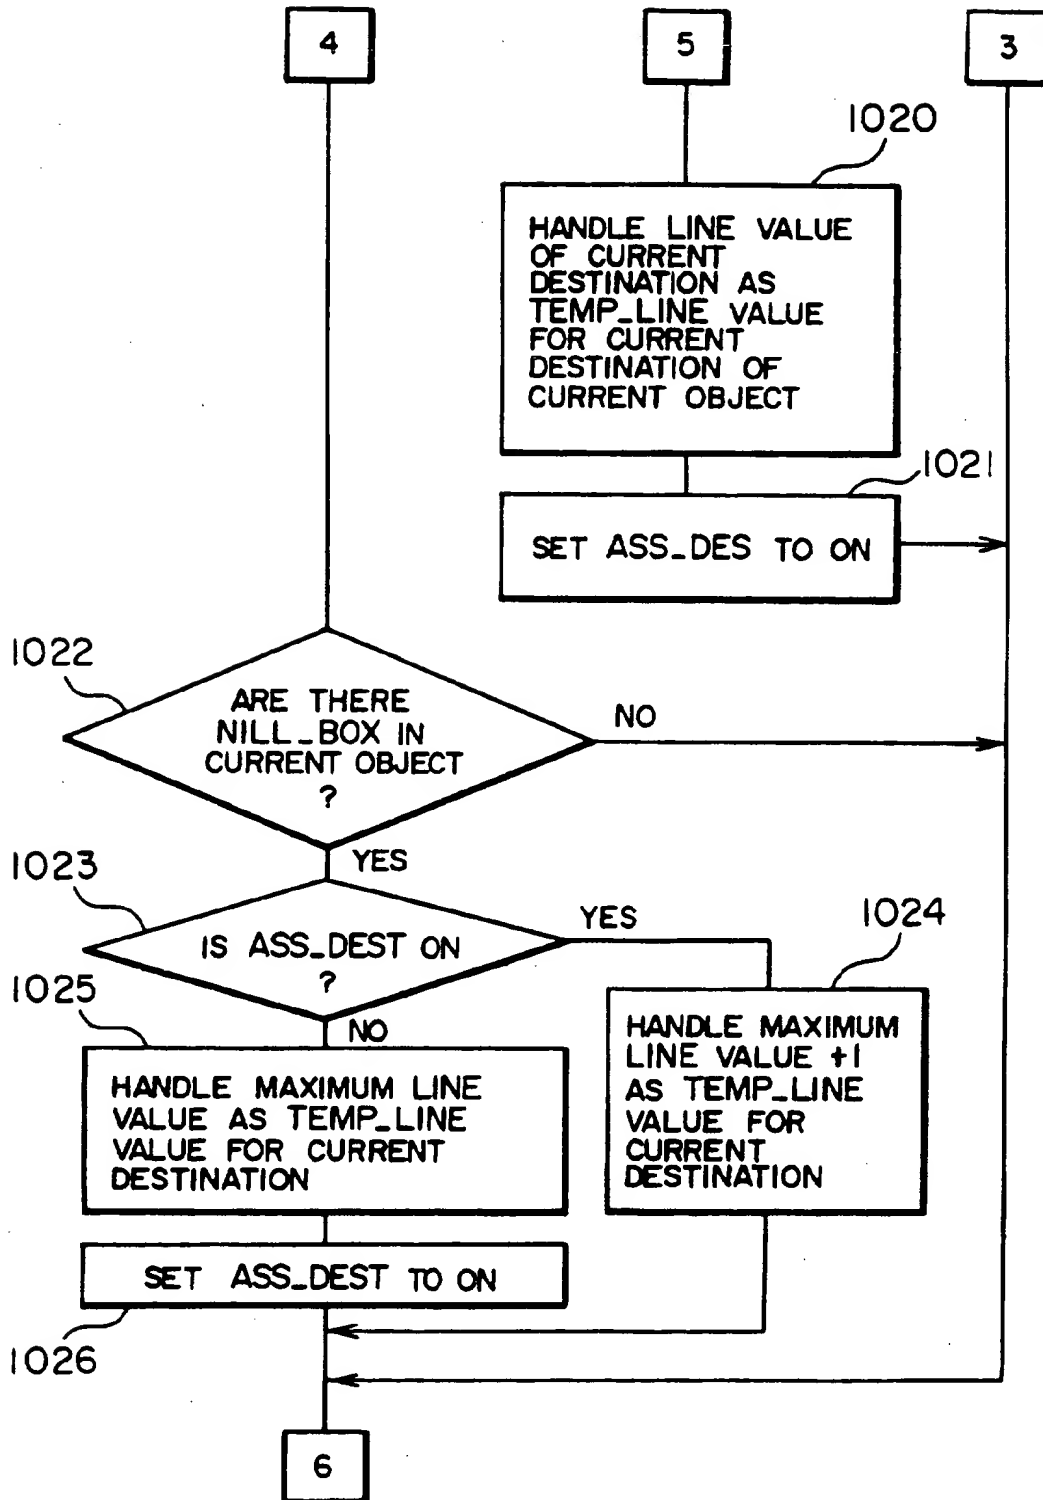 4
5
3
1020
HANDLE LINE VALUE
OF CURRENT
DESTINATION AS
TEMP_LINE VALUE
FOR CURRENT
DESTINATION OF
CURRENT OBJECT
1021
SET ASS_DES TO ON
1022
ARE THERE
NILL_BOX IN
CURRENT OBJECT
?
NO
YES
1023
IS ASS_DEST ON
?
YES
NO
1024
HANDLE MAXIMUM
LINE VALUE +1
AS TEMP_LINE
VALUE FOR
CURRENT
DESTINATION
1025
HANDLE MAXIMUM LINE
VALUE AS TEMP_LINE
VALUE FOR CURRENT
DESTINATION
SET ASS_DEST TO ON
1026
6